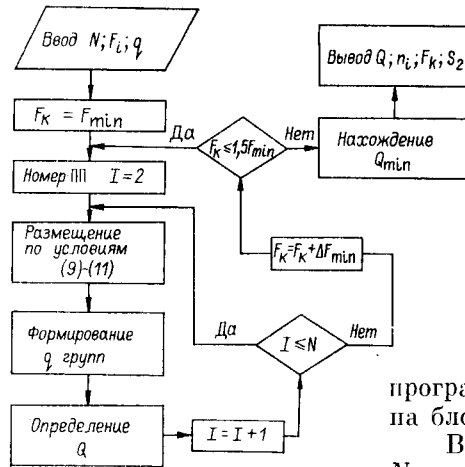 Ввод N; Fi, q
Fк = Fmin
Номер ПП I=2
Размещение
по условиям
(9)-(11)
Формирование
q групп
Определение
Q
I=I+1
I≤N
Да
Нет
Fк=Fк+ΔFmin
Fк≤1,5Fmin
Да
Нет
Нахождение
Qmin
Вывод Q; ni, Fк, S2
програ
на бло
В